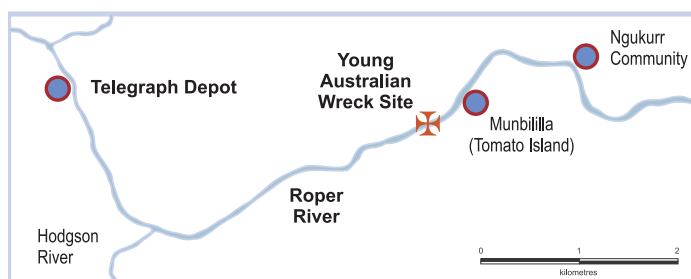 Ngukurr
Community
Young
Australian
Wreck Site
Telegraph Depot
Munbililla
(Tomato Island)
Roper
River
Hodgson
River
0 1 2
kilometres